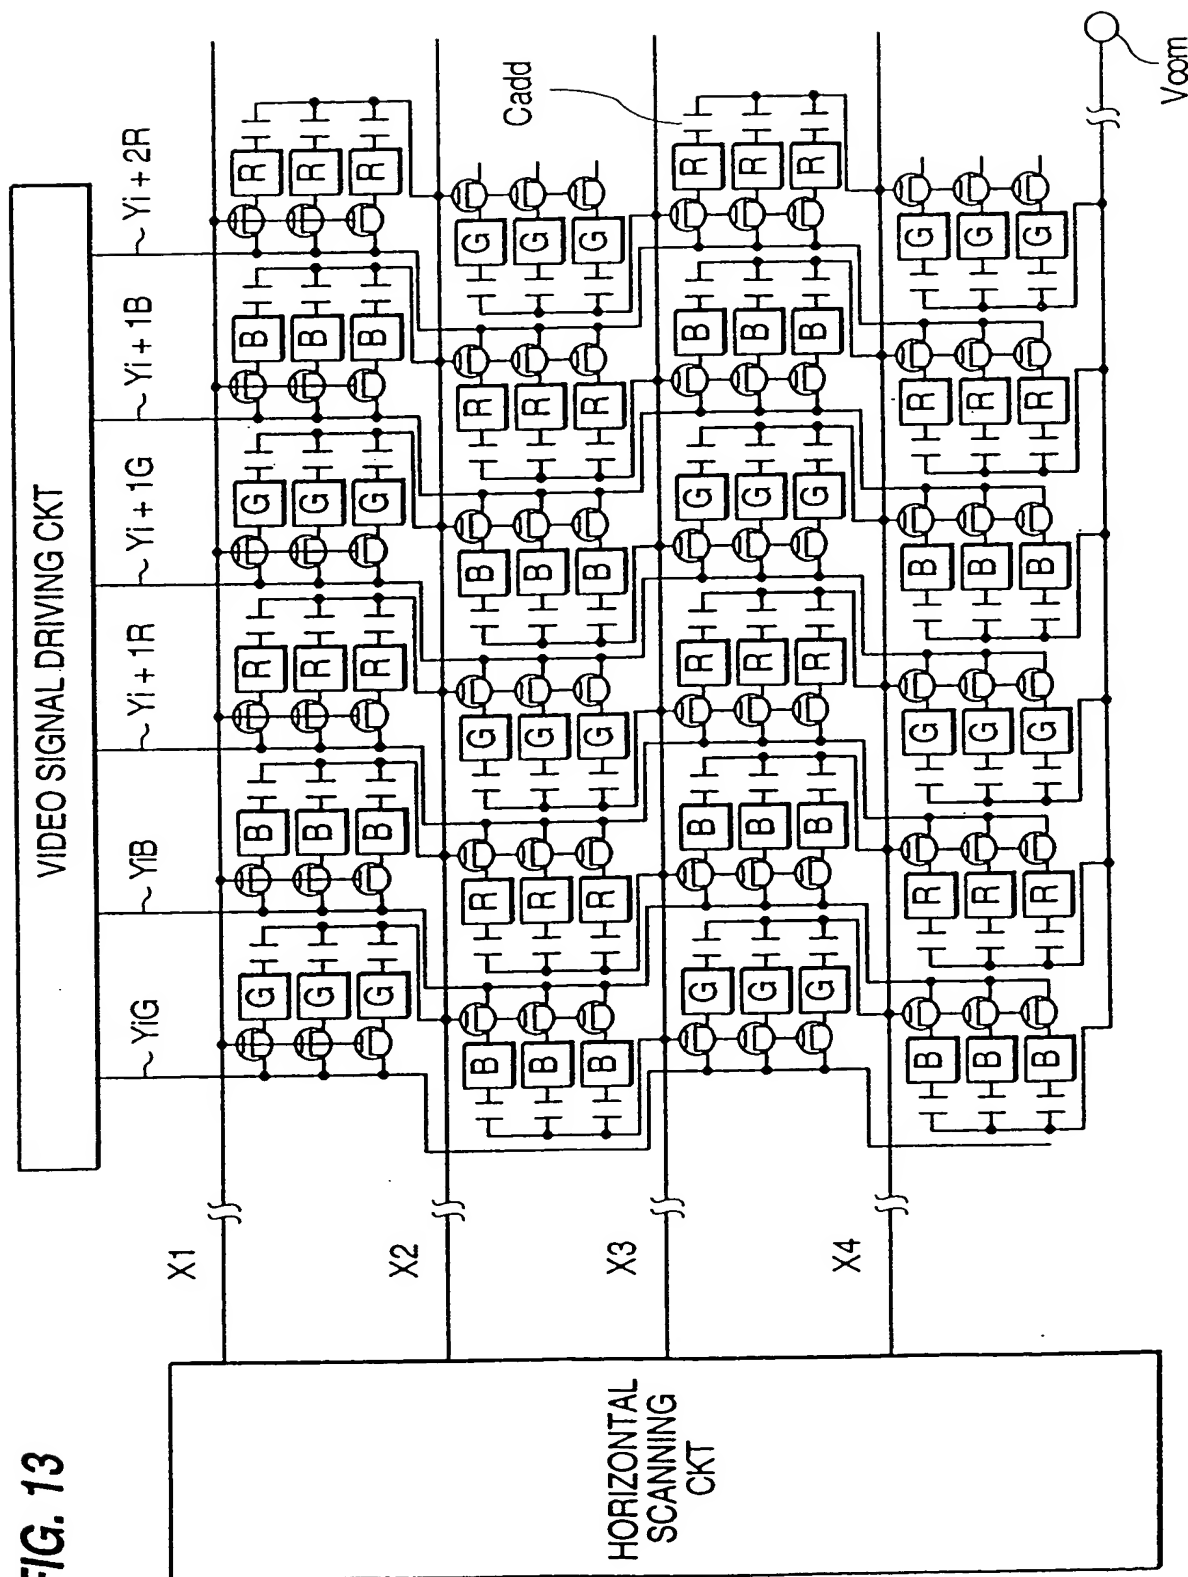 FIG. 13
VIDEO SIGNAL DRIVING CKT
YiG
YiB
Yi + 1R
Yi + 1G
Yi + 1B
Yi + 2R
HORIZONTAL
SCANNING
CKT
X1
G B R G B R
G B R G B R
G B R G B R
X2
Cadd
B R G B R G
B R G B R G
B R G B R G
X3
G B R G B R
G B R G B R
G B R G B R
X4
B R G B R G
B R G B R G
B R G B R G
Vcom